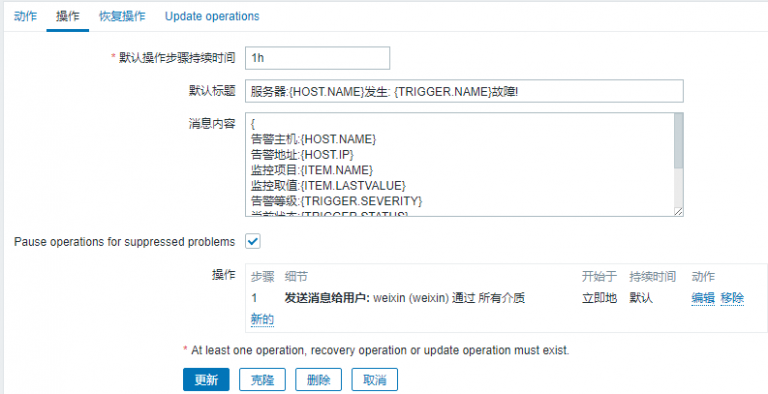 动作 操作 恢复操作 Update operations
* 默认操作步骤持续时间 1h
默认标题 服务器:{HOST.NAME}发生: {TRIGGER.NAME}故障!
消息内容 {
告警主机:{HOST.NAME}
告警地址:{HOST.IP}
监控项目:{ITEM.NAME}
监控取值:{ITEM.LASTVALUE}
告警等级:{TRIGGER.SEVERITY}
当前状态:{TRIGGER.STATUS}
Pause operations for suppressed problems
操作 步骤 细节 开始于 持续时间 动作
1 发送消息给用户: weixin (weixin) 通过 所有介质 立即地 默认 编辑 移除
新的
* At least one operation, recovery operation or update operation must exist.
更新 克隆 删除 取消